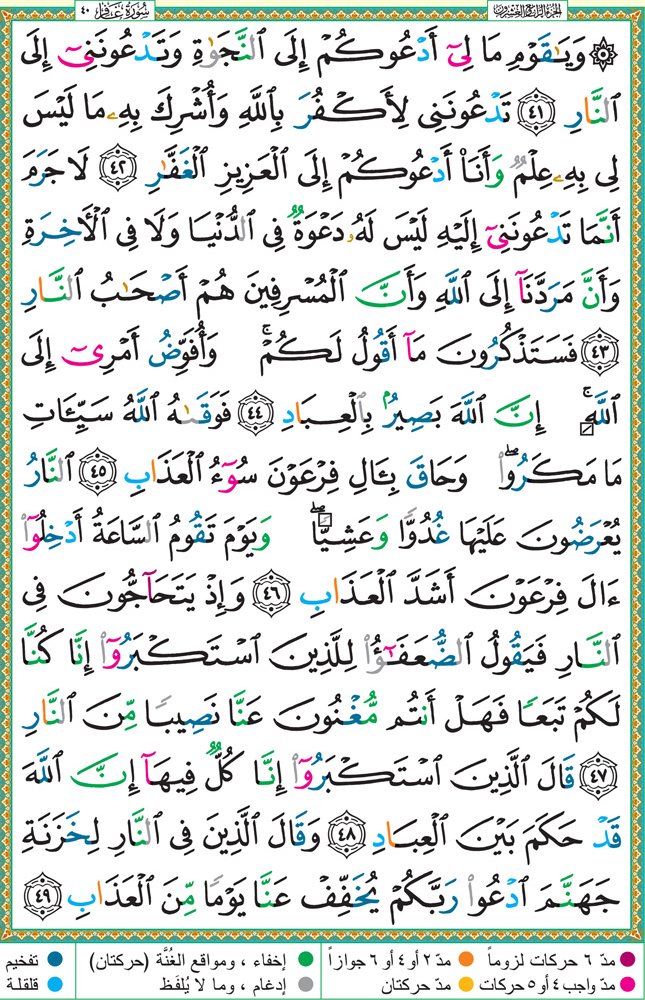 الجزء الرابع والعشرون سُورَةُ غَافِرٍ ٤٠
۞ وَيَٰقَوۡمِ مَا لِيٓ أَدۡعُوكُمۡ إِلَى ٱلنَّجَوٰةِ وَتَدۡعُونَنِيٓ إِلَى
ٱلنَّارِ ٤١ تَدۡعُونَنِي لِأَكۡفُرَ بِٱللَّهِ وَأُشۡرِكَ بِهِۦ مَا لَيۡسَ
لِي بِهِۦ عِلۡمٞ وَأَنَا۠ أَدۡعُوكُمۡ إِلَى ٱلۡعَزِيزِ ٱلۡغَفَّٰرِ ٤٢ لَا جَرَمَ
أَنَّمَا تَدۡعُونَنِيٓ إِلَيۡهِ لَيۡسَ لَهُۥ دَعۡوَةٞ فِي ٱلدُّنۡيَا وَلَا فِي ٱلۡأٓخِرَةِ
وَأَنَّ مَرَدَّنَآ إِلَى ٱللَّهِ وَأَنَّ ٱلۡمُسۡرِفِينَ هُمۡ أَصۡحَٰبُ ٱلنَّارِ
٤٣ فَسَتَذۡكُرُونَ مَآ أَقُولُ لَكُمۡۚ وَأُفَوِّضُ أَمۡرِيٓ إِلَى
ٱللَّهِۚ إِنَّ ٱللَّهَ بَصِيرُۢ بِٱلۡعِبَادِ ٤٤ فَوَقَىٰهُ ٱللَّهُ سَيِّـَٔاتِ
مَا مَكَرُواْۖ وَحَاقَ بِـَٔالِ فِرۡعَوۡنَ سُوٓءُ ٱلۡعَذَابِ ٤٥ ٱلنَّارُ
يُعۡرَضُونَ عَلَيۡهَا غُدُوّٗا وَعَشِيّٗاۖ وَيَوۡمَ تَقُومُ ٱلسَّاعَةُ أَدۡخِلُوٓاْ
ءَالَ فِرۡعَوۡنَ أَشَدَّ ٱلۡعَذَابِ ٤٦ وَإِذۡ يَتَحَآجُّونَ فِي
ٱلنَّارِ فَيَقُولُ ٱلضُّعَفَٰٓؤُاْ لِلَّذِينَ ٱسۡتَكۡبَرُوٓاْ إِنَّا كُنَّا
لَكُمۡ تَبَعٗا فَهَلۡ أَنتُم مُّغۡنُونَ عَنَّا نَصِيبٗا مِّنَ ٱلنَّارِ
٤٧ قَالَ ٱلَّذِينَ ٱسۡتَكۡبَرُوٓاْ إِنَّا كُلّٞ فِيهَآ إِنَّ ٱللَّهَ
قَدۡ حَكَمَ بَيۡنَ ٱلۡعِبَادِ ٤٨ وَقَالَ ٱلَّذِينَ فِي ٱلنَّارِ لِخَزَنَةِ
جَهَنَّمَ ٱدۡعُواْ رَبَّكُمۡ يُخَفِّفۡ عَنَّا يَوۡمٗا مِّنَ ٱلۡعَذَابِ ٤٩
مدّ ٦ حركات لزوماً مدّ ٢ أو ٤ أو ٦ جوازاً إخفاء ، ومواقع الغُنَّة (حركتان) تفخيم
مدّ واجب ٤ أو ٥ حركات مدّ حركتان إدغام ، وما لا يُلفَظ قلقلة